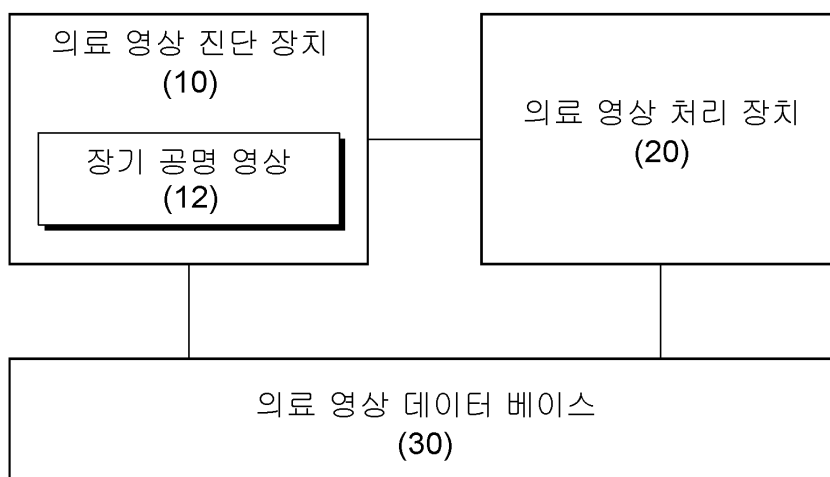 의료 영상 진단 장치
(10)
장기 공명 영상
(12)
의료 영상 처리 장치
(20)
의료 영상 데이터 베이스
(30)